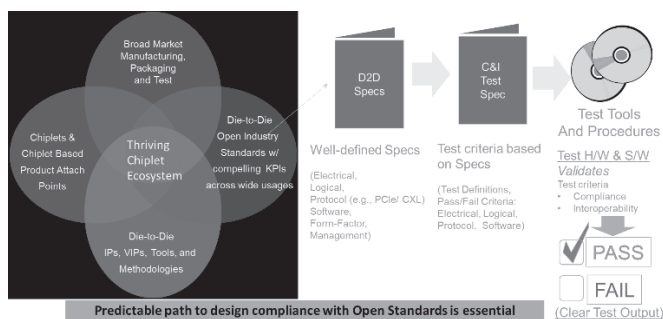 Broad Market
Manufacturing,
Packaging
and Test
Chiplets &
Chiplet Based
Product Attach
Points
Thriving
Chiplet
Ecosystem
Die-to-Die
Open Industry
Standards w/
compelling KPIs
across wide usages
Die-to-Die
IPs, VIPs, Tools, and
Methodologies
D2D
Specs
Well-defined Specs
(Electrical,
Logical,
Protocol (e.g., PCIe/ CXL)
Software,
Form-Factor,
Management)
C&I
Test
Spec
Test criteria based
on Specs
(Test Definitions,
Pass/Fail Criteria:
Electrical, Logical,
Protocol, Software)
Test Tools
And Procedures
Test H/W & S/W
Validates
Test criteria
• Compliance
• Interoperability
PASS
FAIL
(Clear Test Output)
Predictable path to design compliance with Open Standards is essential